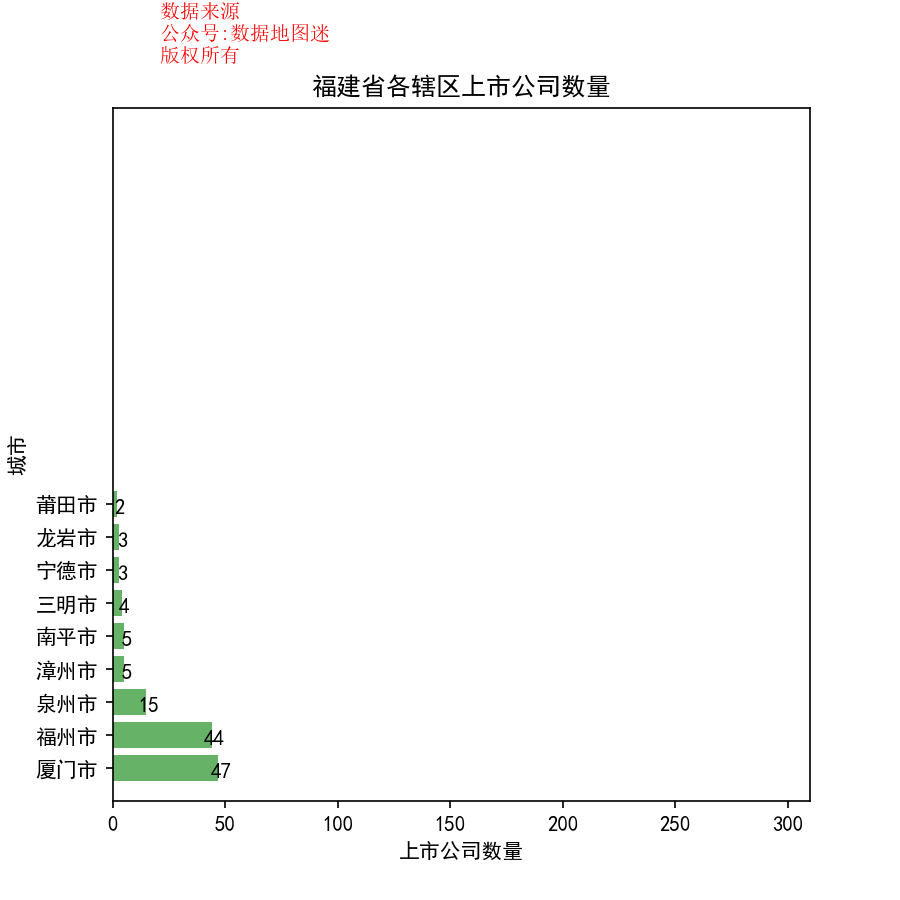 数据来源
公众号:数据地图迷
版权所有
福建省各辖区上市公司数量
城市
莆田市 2
龙岩市 3
宁德市 3
三明市 4
南平市 5
漳州市 5
泉州市 15
福州市 44
厦门市 47
0 50 100 150 200 250 300
上市公司数量